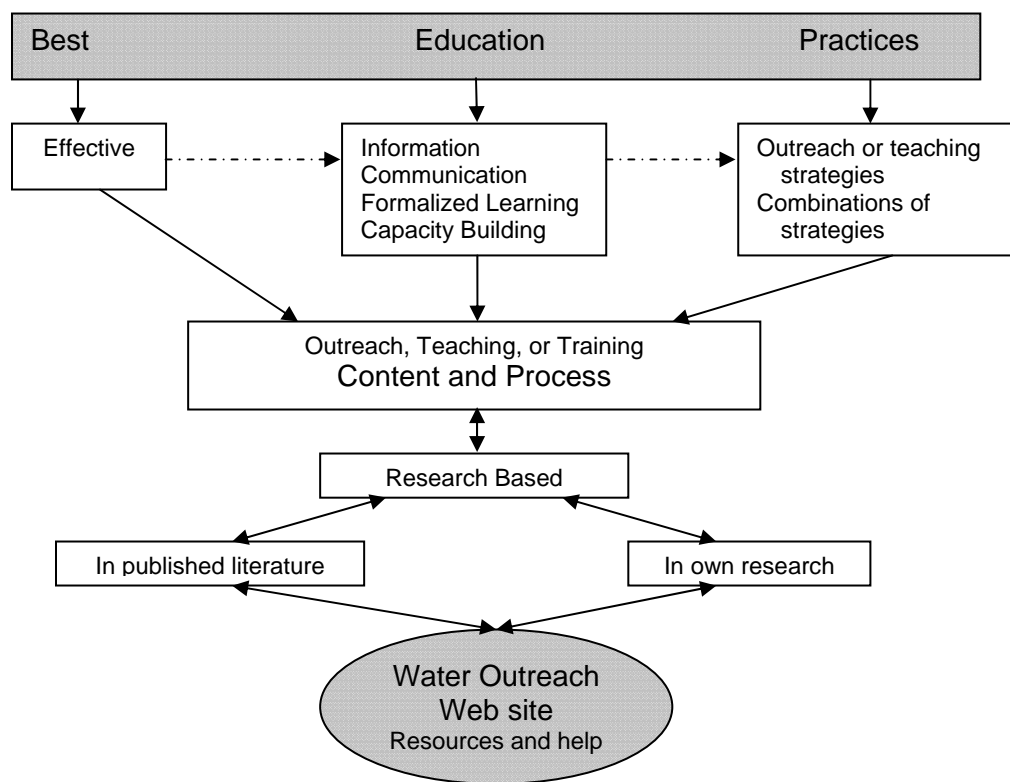 Best Education Practices
Effective
Information
Communication
Formalized Learning
Capacity Building
Outreach or teaching
strategies
Combinations of
strategies
Outreach, Teaching, or Training
Content and Process
Research Based
In published literature
In own research
Water Outreach
Web site
Resources and help